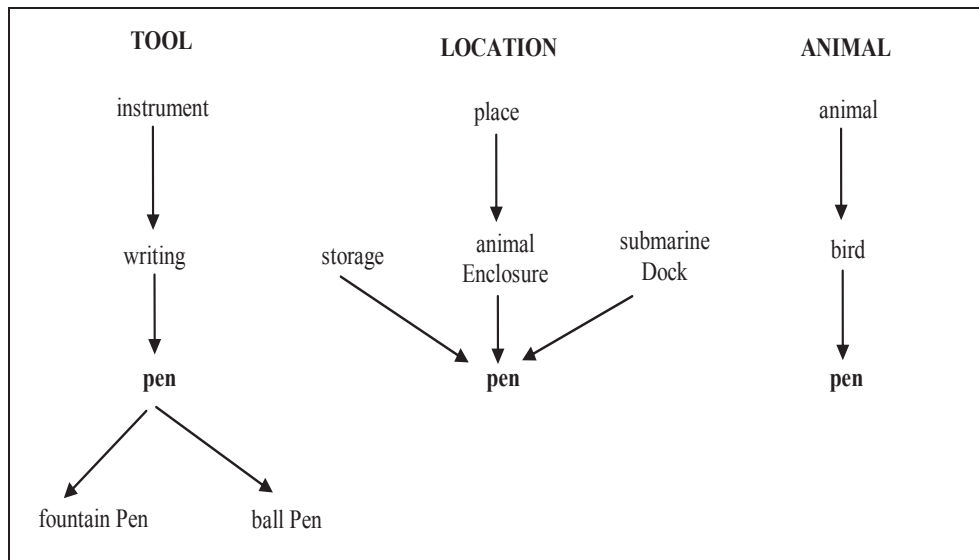 TOOL
LOCATION
ANIMAL
instrument
place
animal
writing
storage
animal
Enclosure
submarine
Dock
bird
pen
pen
pen
fountain Pen
ball Pen